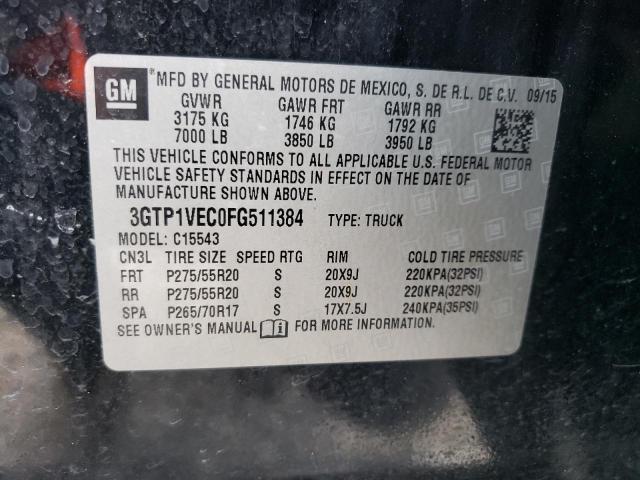 GM ® MFD BY GENERAL MOTORS DE MEXICO, S. DE R.L. DE C.V. 09/15
GVWR GAWR FRT GAWR RR
3175 KG 1746 KG 1792 KG
7000 LB 3850 LB 3950 LB
THIS VEHICLE CONFORMS TO ALL APPLICABLE U.S. FEDERAL MOTOR
VEHICLE SAFETY STANDARDS IN EFFECT ON THE DATE OF
MANUFACTURE SHOWN ABOVE.
3GTP1VEC0FG511384 TYPE: TRUCK
MODEL: C15543
CN3L TIRE SIZE SPEED RTG RIM COLD TIRE PRESSURE
FRT P275/55R20 S 20X9J 220KPA(32PSI)
RR P275/55R20 S 20X9J 220KPA(32PSI)
SPA P265/70R17 S 17X7.5J 240KPA(35PSI)
SEE OWNER'S MANUAL i FOR MORE INFORMATION.